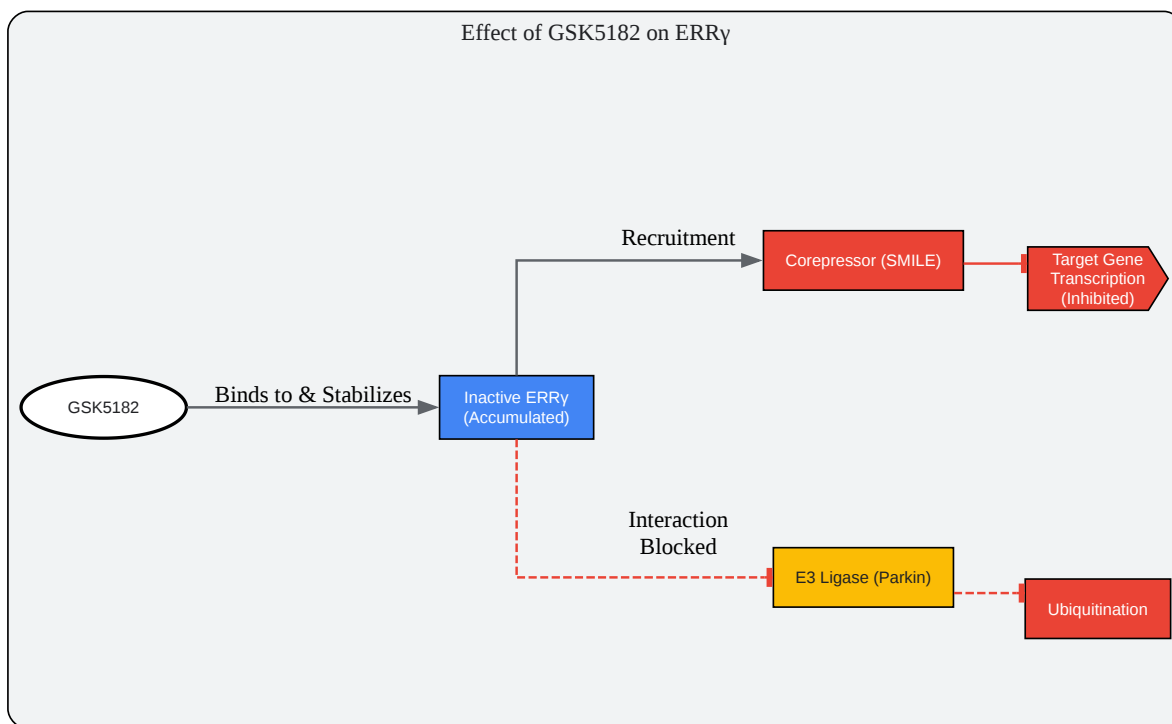 Effect of GSK5182 on ERRγ
Recruitment
Corepressor (SMILE)
Target Gene
Transcription
(Inhibited)
GSK5182
Binds to & Stabilizes
Inactive ERRγ
(Accumulated)
Interaction
Blocked
E3 Ligase (Parkin)
Ubiquitination